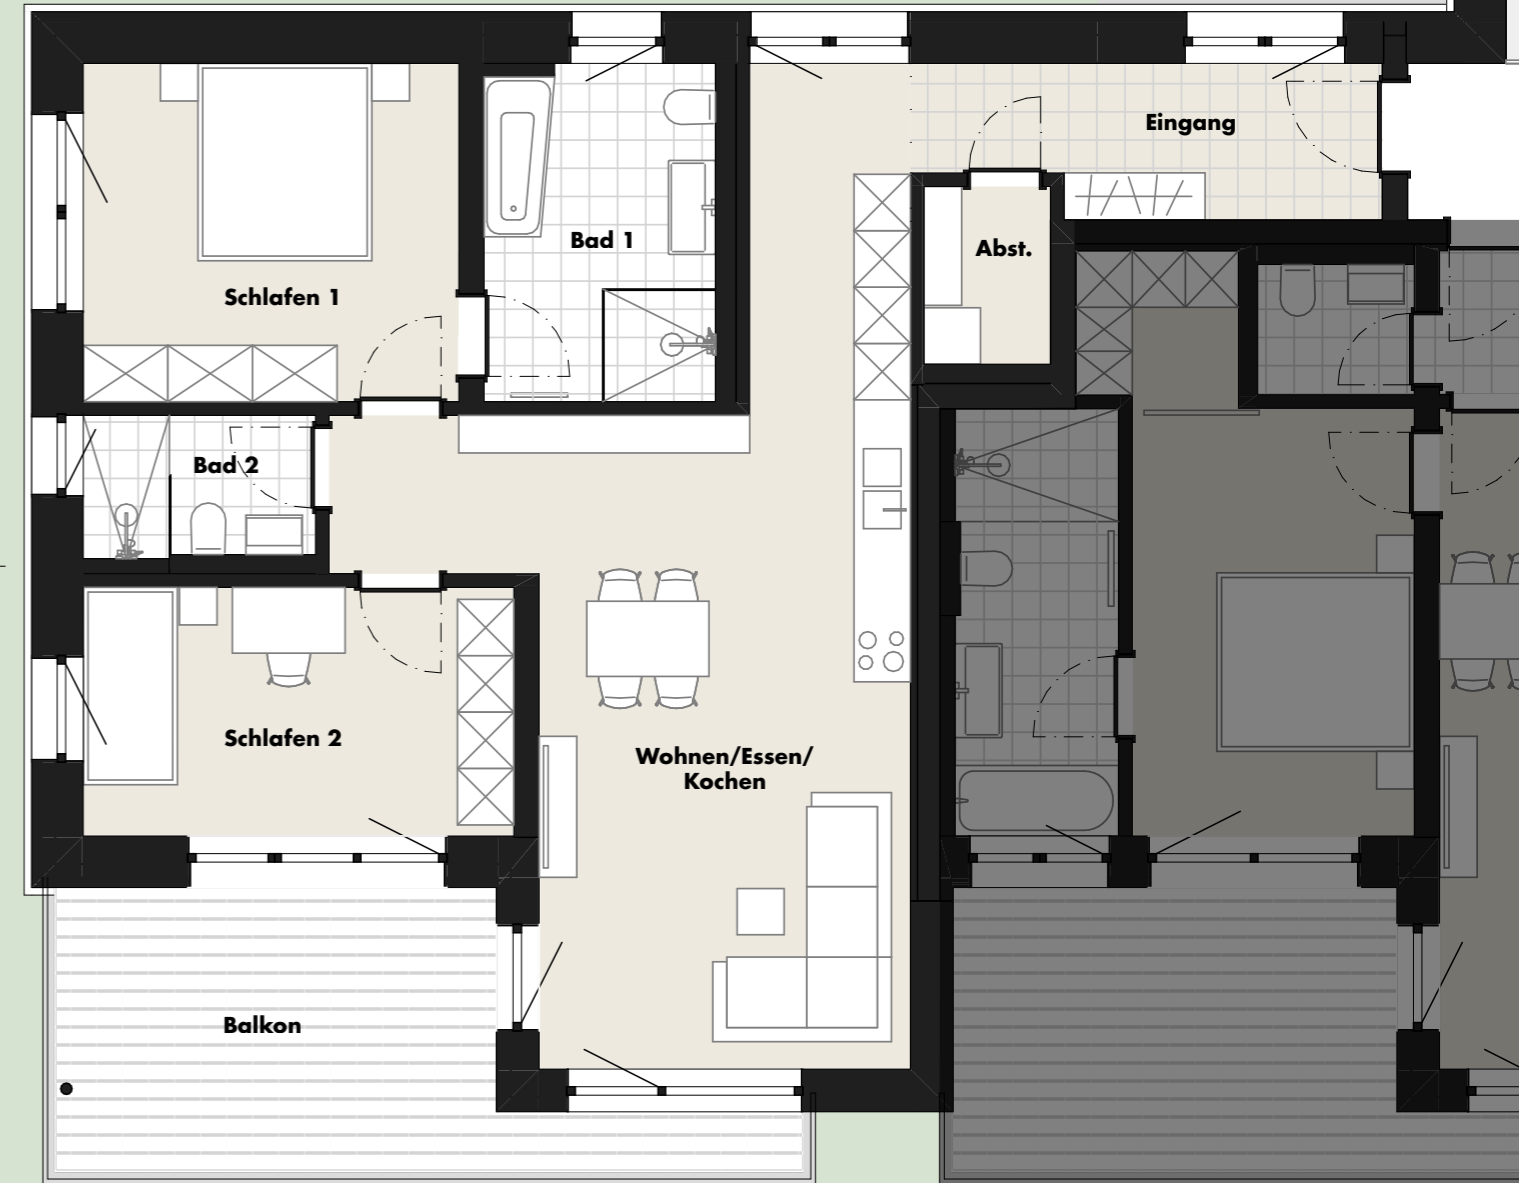 Eingang
Bad 1
Abst.
Schlafen 1
Bad 2
Schlafen 2
Wohnen/Essen/
Kochen
Balkon